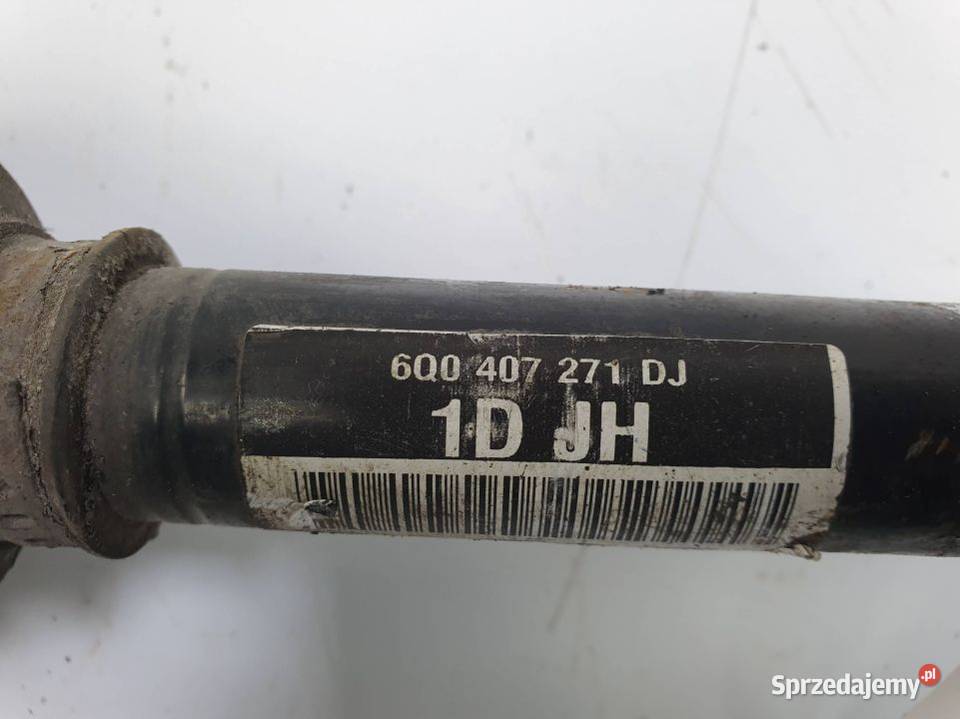 6Q0 407 271 DJ
1D JH
Sprzedajemy.pl